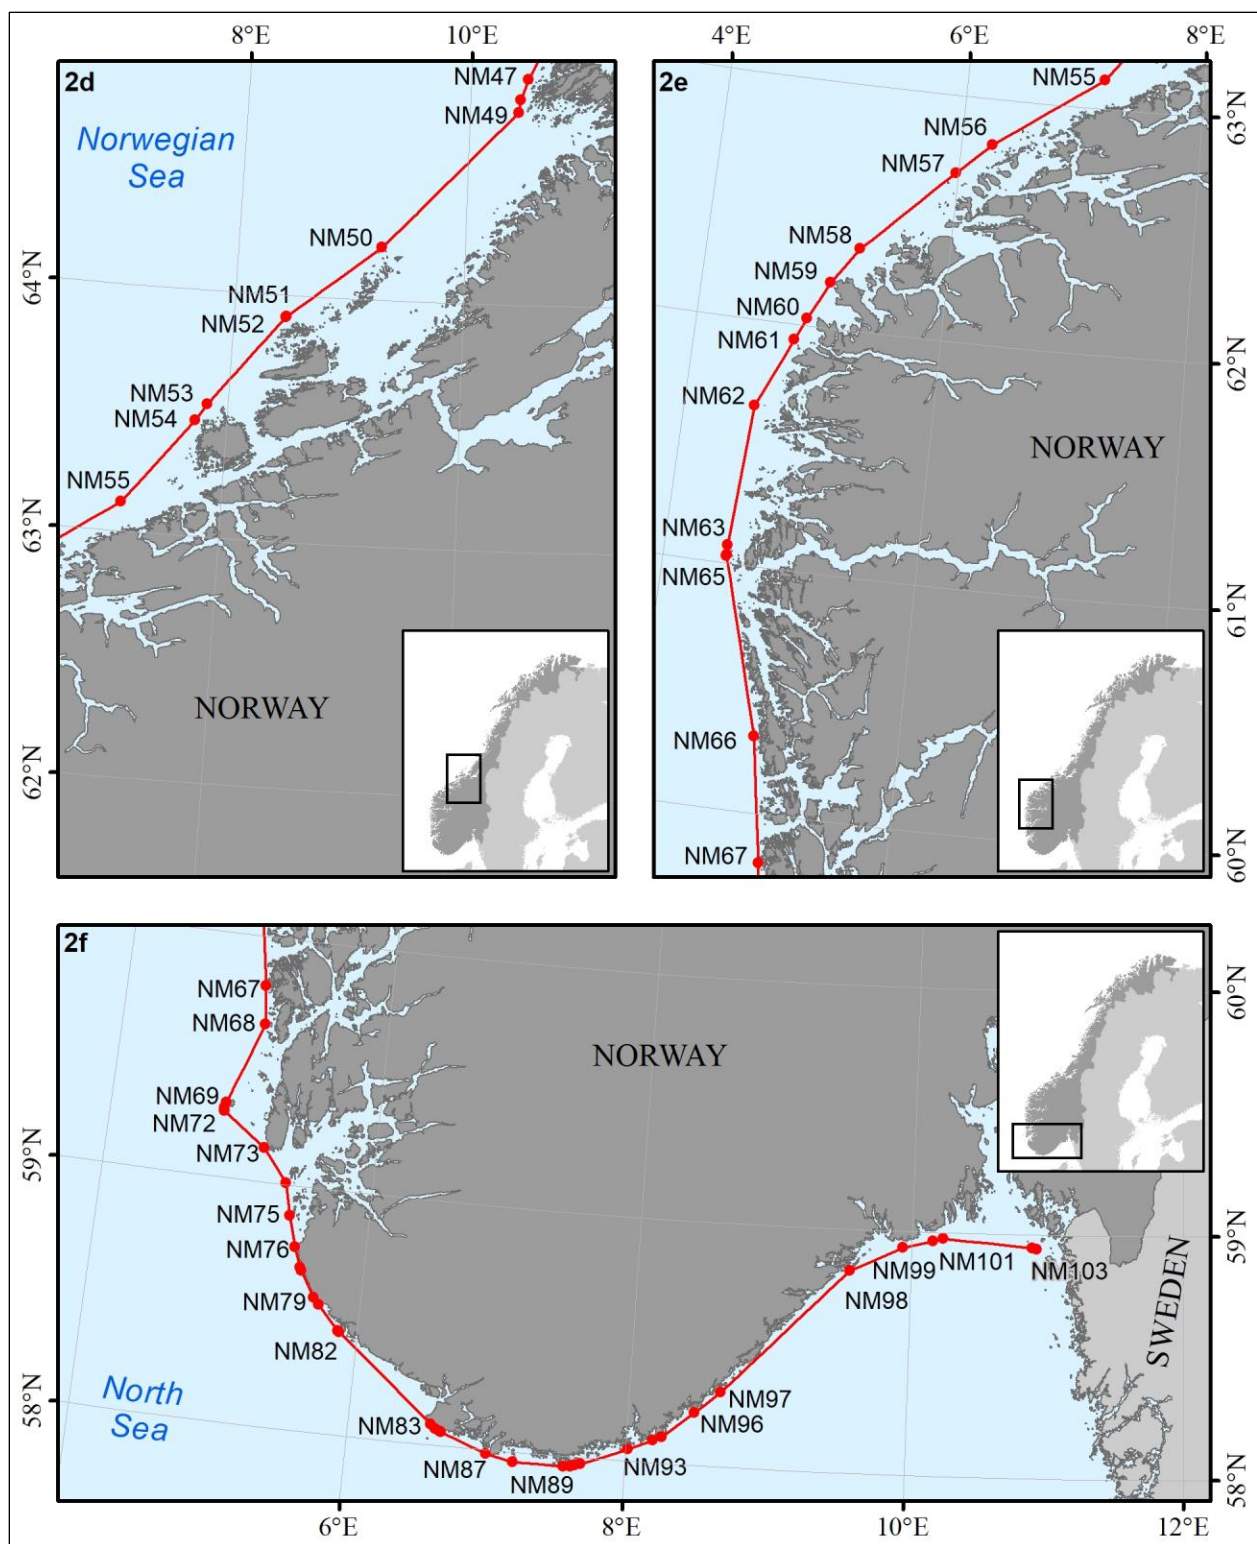 8°E 10°E
4°E 6°E 8°E
2d
Norwegian
Sea
NM47
NM49
NM50
NM51
NM52
NM53
NM54
NM55
64°N
63°N
62°N
NORWAY
2e
NM55
NM56
NM57
NM58
NM59
NM60
NM61
NM62
NM63
NM65
NM66
NM67
NORWAY
63°N
62°N
61°N
60°N
2f
NM67
NM68
NM69
NM72
NM73
NM75
NM76
NM79
NM82
NM83
NM87
NM89
NM93
NM96
NM97
NM98
NM99
NM101
NM103
NORWAY
SWEDEN
North
Sea
59°N
58°N
60°N
59°N
58°N
6°E 8°E 10°E 12°E